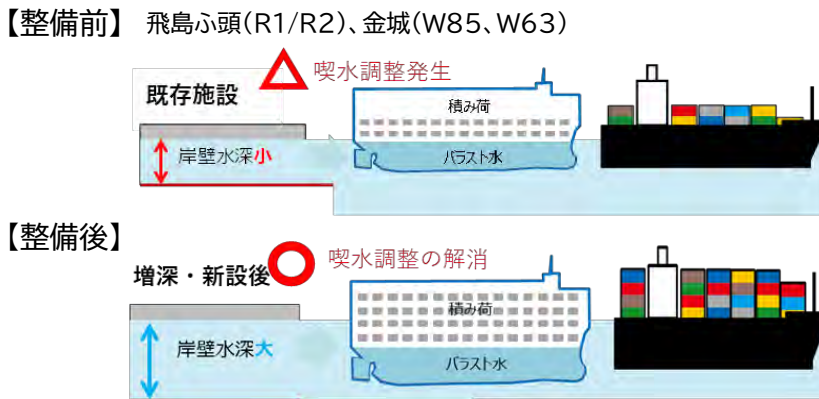 【整備前】 飛島ふ頭(R1/R2)、金城(W85、W63)
喫水調整発生
既存施設
積み荷
岸壁水深小
バラスト水
【整備後】
喫水調整の解消
増深・新設後
積み荷
岸壁水深大
バラスト水